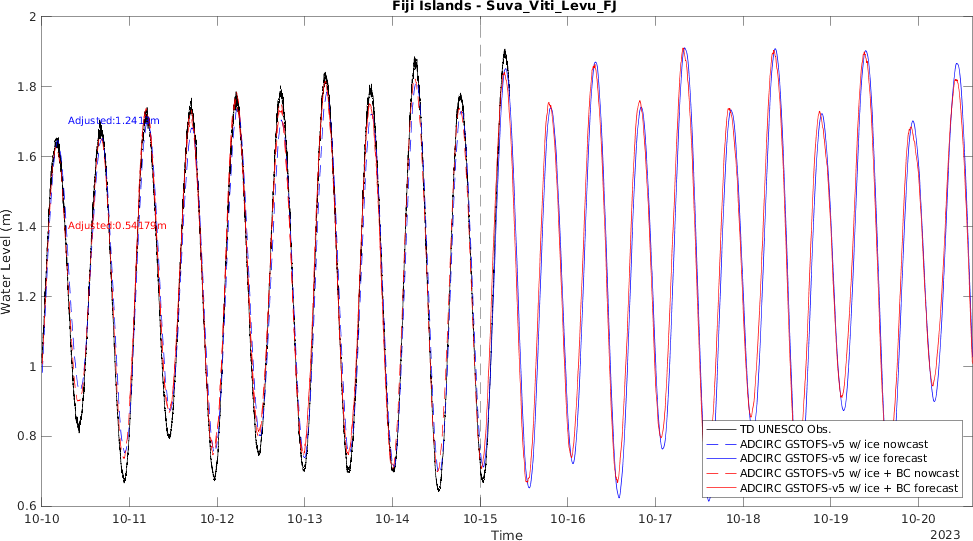 Fiji Islands - Suva_Viti_Levu_FJ
2
1.8
1.6
1.4
1.2
1
0.8
0.6
Water Level (m)
Adjusted:0.54179m
TD UNESCO Obs.
ADCIRC GSTOFS-v5 w/ ice nowcast
ADCIRC GSTOFS-v5 w/ ice forecast
ADCIRC GSTOFS-v5 w/ ice + BC nowcast
ADCIRC GSTOFS-v5 w/ ice + BC forecast
10-10 10-11 10-12 10-13 10-14 10-15 10-16 10-17 10-18 10-19 10-20
Time
2023